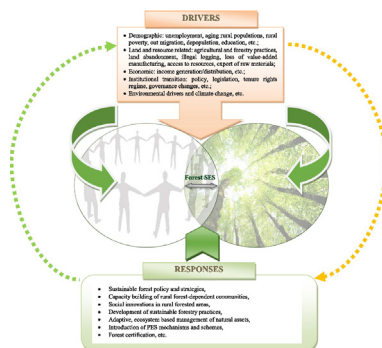 DRIVERS
• Demographic: unemployment, aging rural populations, rural
poverty, out migration, depopulation, education, etc.;
• Land and resource related: agricultural and forestry practices,
land abandonment, illegal logging, loss of value-added
manufacturing, access to resources, export of raw materials;
• Economic: income generation/distribution, etc.;
• Institutional transition: policy, legislation, tenure rights
regime, governance changes, etc.;
• Environmental drivers and climate change, etc.
Forest SES
RESPONSES
• Sustainable forest policy and strategies,
• Capacity building of rural forest-dependent communities,
• Social innovations in rural forested areas,
• Development of sustainable forestry practices,
• Adaptive, ecosystem based management of natural assets,
• Introduction of PES mechanisms and schemes,
• Forest certification, etc.